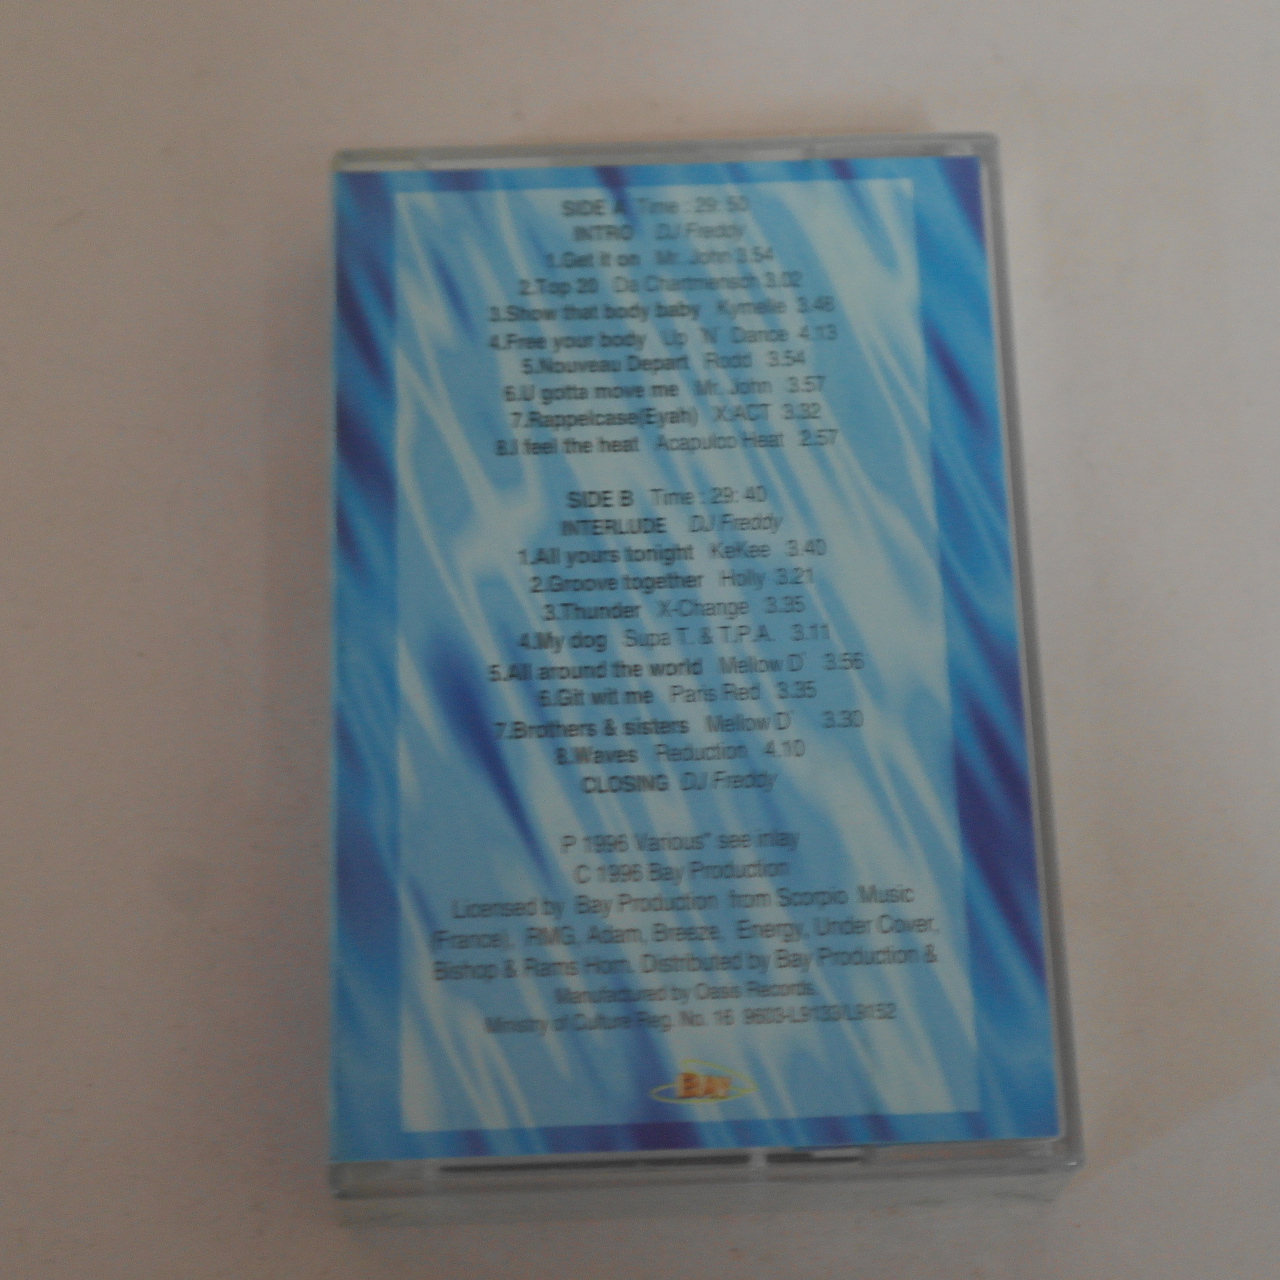 SIDE A Time : 29: 50
INTRO DJ Freddy
1.Get it on Mr. John 3.54
2.Top 20 Da Chartmensch 3.02
3.Show that body baby Kymelle 3.46
4.Free your body Up 'N' Dance 4.13
5.Nouveau Depart Rodd 3.54
6.U gotta move me Mr. John 3.57
7.Rappelcase(Eyah) X.ACT 3.32
8.I feel the heat Acapulco Heat 2.57
SIDE B Time : 29: 40
INTERLUDE DJ Freddy
1.All yours tonight KeKee 3.40
2.Groove together Holly 3.21
3.Thunder X-Change 3.35
4.My dog Supa T. & T.P.A. 3.11
5.All around the world Mellow D' 3.56
6.Git wit me Paris Red 3.35
7.Brothers & sisters Mellow D' 3.30
8.Waves Reduction 4.10
CLOSING DJ Freddy
P 1996 Various" see inlay
C 1996 Bay Production
Licensed by Bay Production from Scorpio Music
(France), RMG, Adam, Breeze, Energy, Under Cover,
Bishop & Rams Horn. Distributed by Bay Production &
Manufactured by Oasis Records.
Ministry of Culture Reg. No. 16 9603-L9133/L9152
BAY